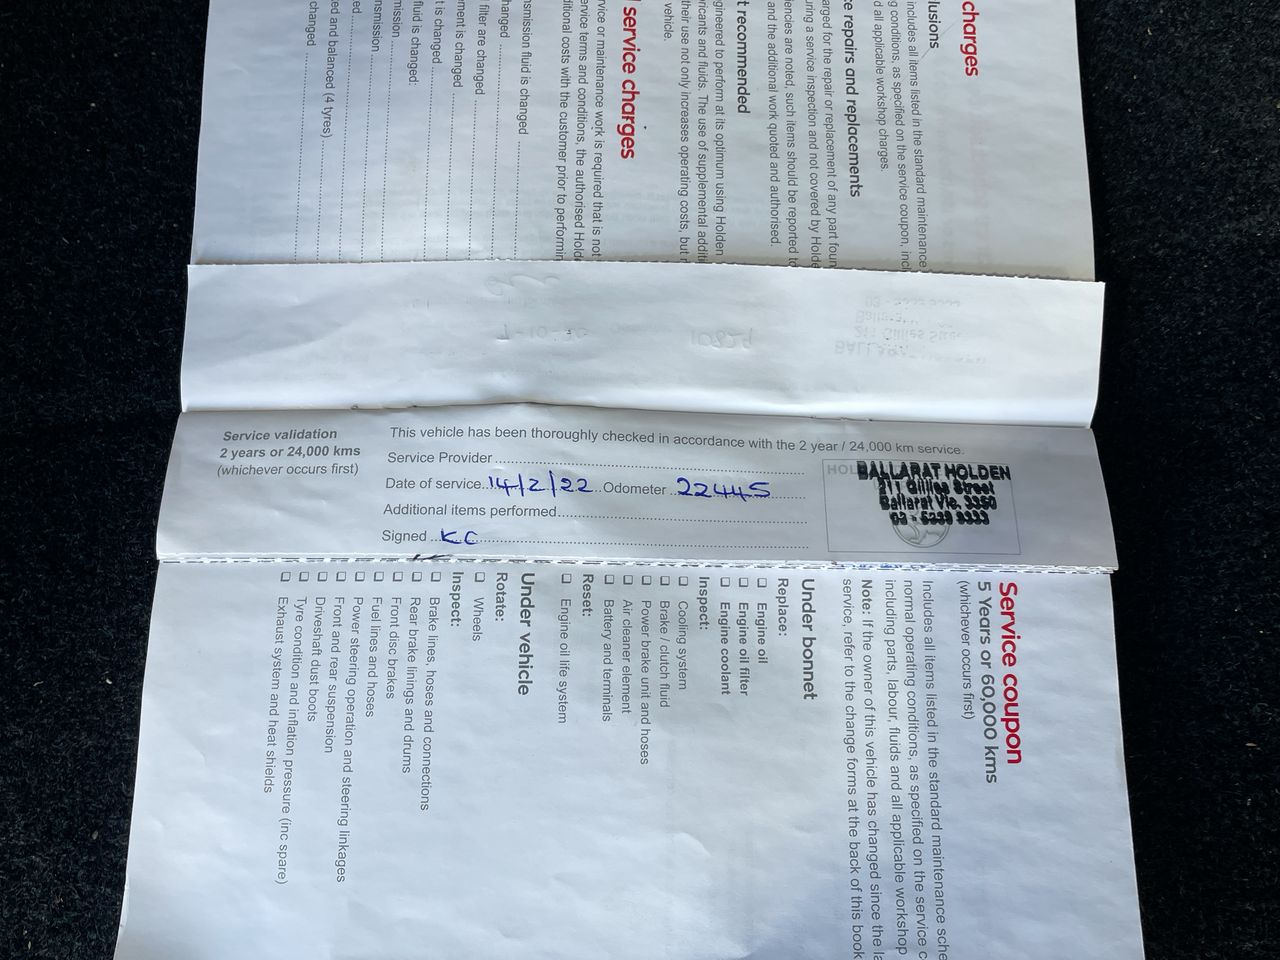 charges
lusions
includes all items listed in the standard maintenance
g conditions, as specified on the service coupon, incl
d all applicable workshop charges.
e repairs and replacements
arged for the repair or replacement of any part foun
uring a service inspection and not covered by Holde
iencies are noted, such items should be reported to
and the additional work quoted and authorised.
t recommended
gineered to perform at its optimum using Holden
ricants and fluids. The use of supplemental additi
their use not only increases operating costs, but
vehicle.
service charges
rvice or maintenance work is required that is not
ervice terms and conditions, the authorised Hold
ditional costs with the customer prior to performin
nsmission fluid is changed
hanged
filter are changed
ment is changed
t is changed
fluid is changed:
mission
nsmission
ed
ed and balanced (4 tyres)
changed
Service validation
2 years or 24,000 kms
(whichever occurs first)
This vehicle has been thoroughly checked in accordance with the 2 year / 24,000 km service.
Service Provider
Date of service 14/2/22 Odometer 22445
Additional items performed
Signed KC
HOL
BALLARAT HOLDEN
211 Gillies Street
Ballarat Vic, 3350
Service coupon
5 Years or 60,000 kms
(whichever occurs first)
Includes all items listed in the standard maintenance sche
normal operating conditions, as specified on the service c
including parts, labour, fluids and all applicable workshop
Note: If the owner of this vehicle has changed since the la
service, refer to the change forms at the back of this book
Under bonnet
Replace:
Engine oil
Engine oil filter
Engine coolant
Inspect:
Cooling system
Brake / clutch fluid
Power brake unit and hoses
Air cleaner element
Battery and terminals
Reset:
Engine oil life system
Under vehicle
Rotate:
Wheels
Inspect:
Brake lines, hoses and connections
Rear brake linings and drums
Front disc brakes
Fuel lines and hoses
Power steering operation and steering linkages
Front and rear suspension
Driveshaft dust boots
Tyre condition and inflation pressure (inc spare)
Exhaust system and heat shields